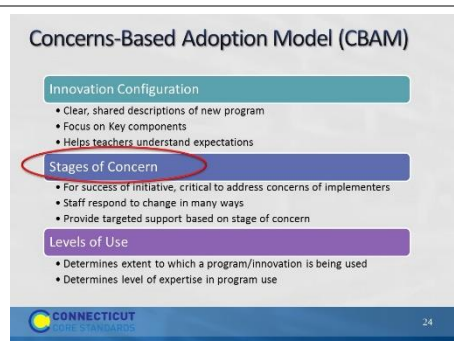 Concerns-Based Adoption Model (CBAM)
Innovation Configuration
• Clear, shared descriptions of new program
• Focus on Key components
• Helps teachers understand expectations
Stages of Concern
• For success of initiative, critical to address concerns of implementers
• Staff respond to change in many ways
• Provide targeted support based on stage of concern
Levels of Use
• Determines extent to which a program/innovation is being used
• Determines level of expertise in program use
CONNECTICUT
CORE STANDARDS
24